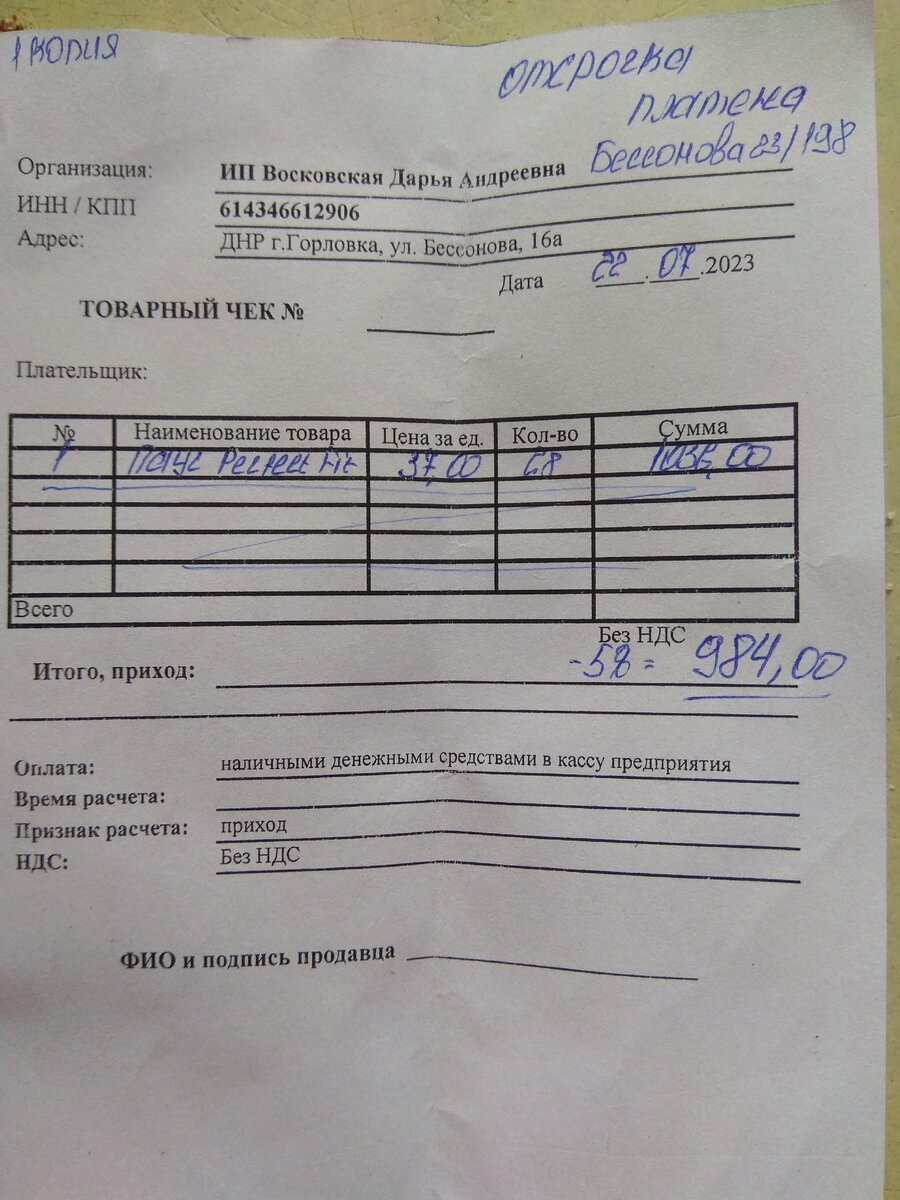 1 копия
отсрочка
платежа
Бессонова 23/198
Организация: ИП Восковская Дарья Андреевна
ИНН / КПП 614346612906
Адрес: ДНР г.Горловка, ул. Бессонова, 16а
Дата 22.07.2023
ТОВАРНЫЙ ЧЕК №
Плательщик:
№ Наименование товара Цена за ед. Кол-во Сумма
1 37,00 28 1036,00
Всего
Без НДС
Итого, приход: -5% = 984,00
Оплата: наличными денежными средствами в кассу предприятия
Время расчета:
Признак расчета: приход
НДС: Без НДС
ФИО и подпись продавца